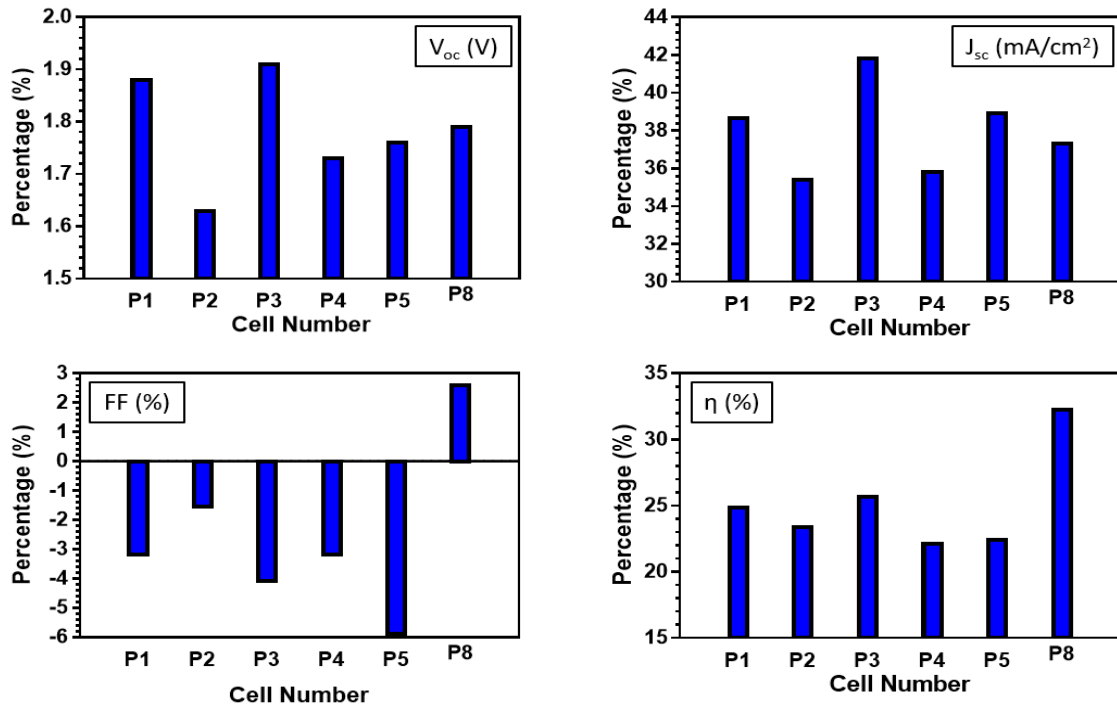 V_oc (V)
Percentage (%)
2.0
1.9
1.8
1.7
1.6
1.5
P1 P2 P3 P4 P5 P8
Cell Number
J_sc (mA/cm²)
Percentage (%)
44
42
40
38
36
34
32
30
P1 P2 P3 P4 P5 P8
Cell Number
FF (%)
Percentage (%)
3
2
1
0
-1
-2
-3
-4
-5
-6
P1 P2 P3 P4 P5 P8
Cell Number
η (%)
Percentage (%)
35
30
25
20
15
P1 P2 P3 P4 P5 P8
Cell Number